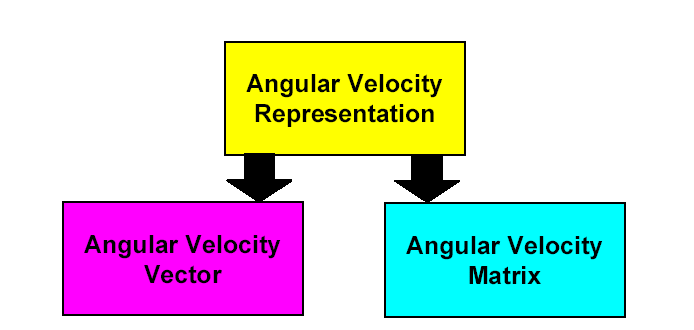 Angular Velocity
Representation
Angular Velocity
Vector
Angular Velocity
Matrix